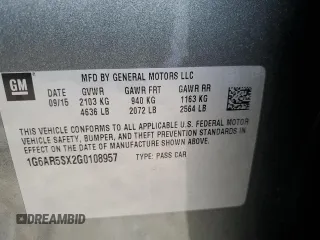 GM
MFD BY GENERAL MOTORS LLC
DATE GVWR GAWR FRT GAWR RR
09/15 2103 KG 940 KG 1163 KG
4636 LB 2072 LB 2564 LB
THIS VEHICLE CONFORMS TO ALL APPLICABLE U.S. FEDERAL MOTOR
VEHICLE SAFETY, BUMPER, AND THEFT PREVENTION STANDARDS IN
EFFECT ON THE DATE OF MANUFACTURE SHOWN ABOVE.
1G6AR5SX2G0108957 TYPE: PASS CAR